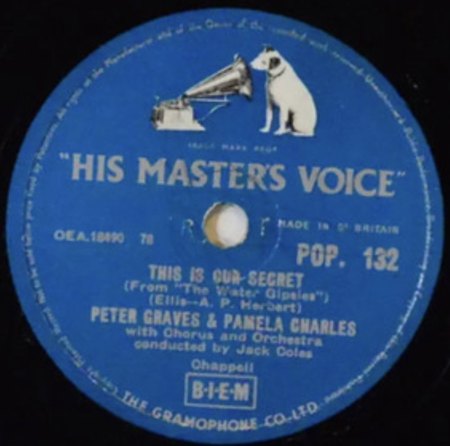 TRADE MARK REGD
"HIS MASTER'S VOICE"
MADE IN GT BRITAIN
OEA.18490 78
POP. 132
THIS IS OUR SECRET
(From "The Water Gipsies")
(Ellis—A. P. Herbert)
PETER GRAVES & PAMELA CHARLES
with Chorus and Orchestra
conducted by Jack Coles
Chappell
B·I·E·M
THE GRAMOPHONE CO. LTD.